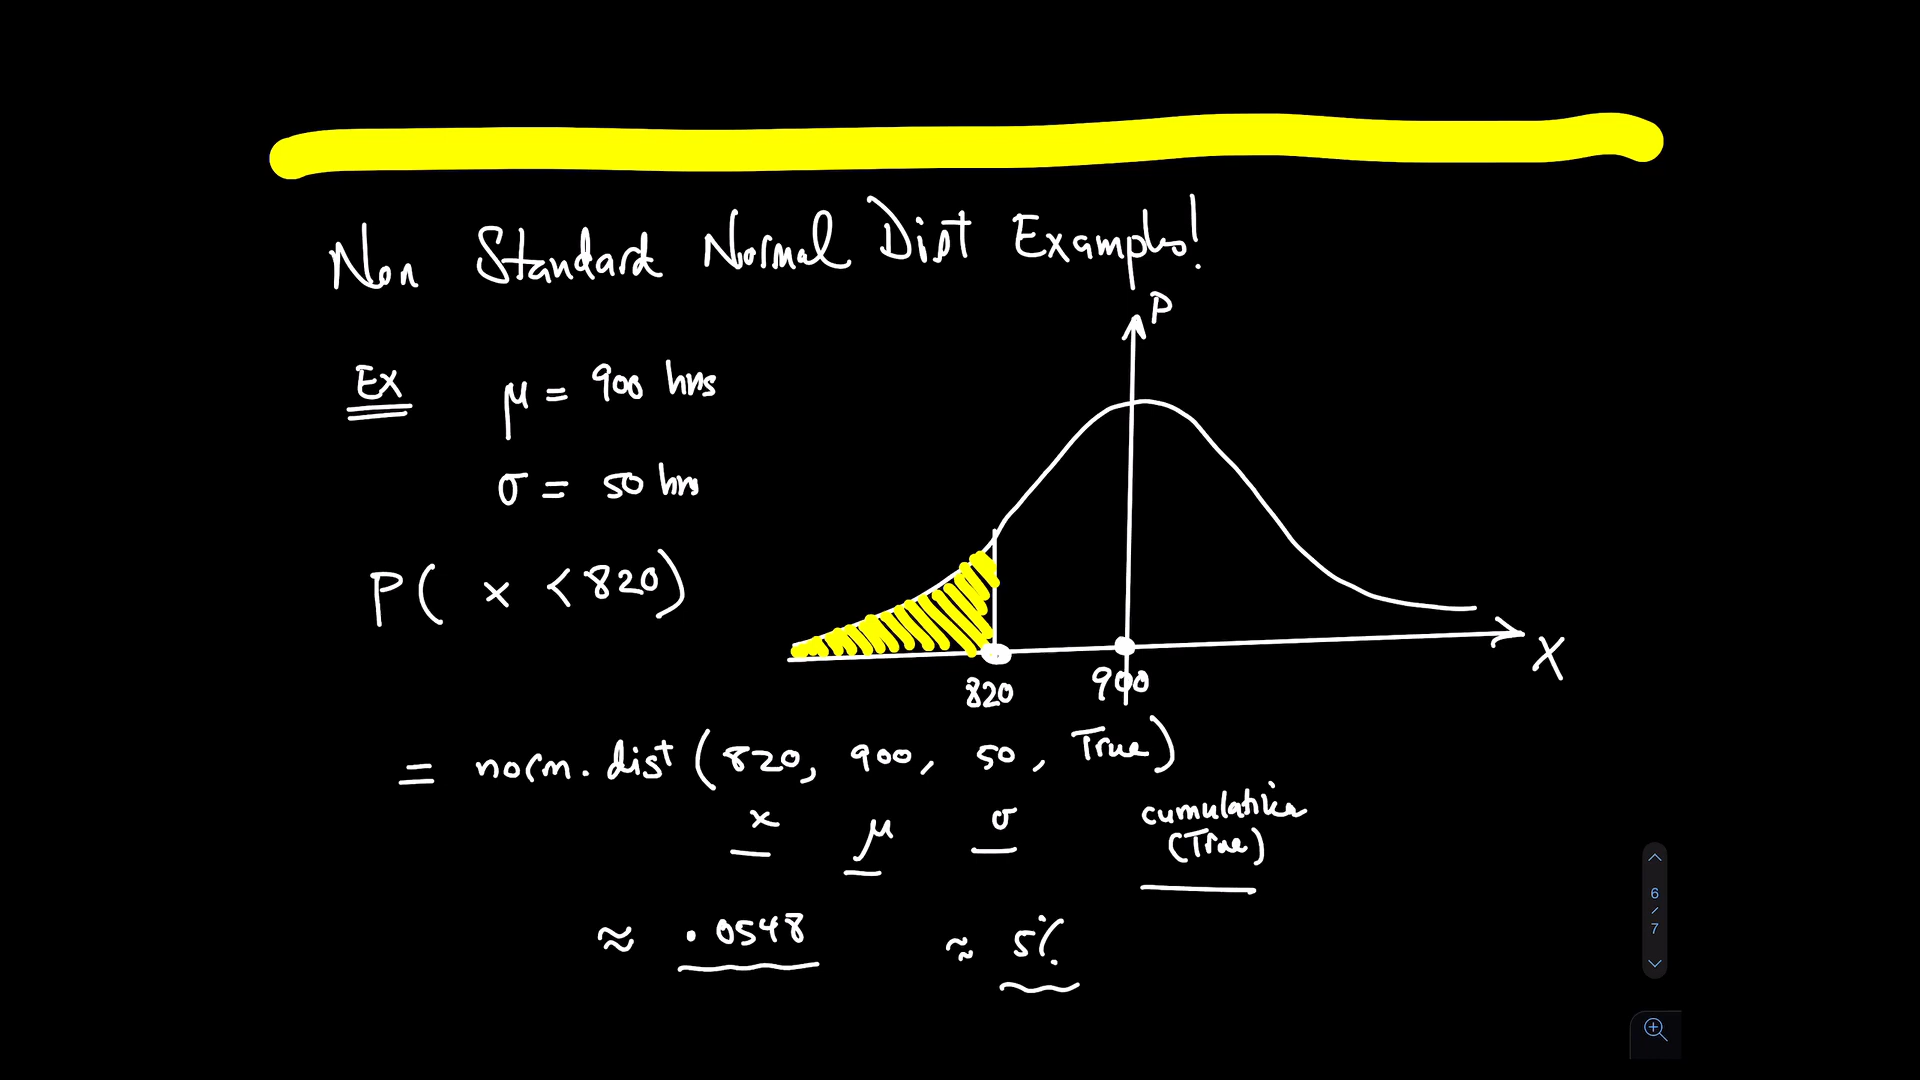 Non Standard Normal Dist Examples!
P
Ex μ = 900 hrs
σ = 50 hrs
P( x < 820)
X
820 900
= norm.dist (820, 900, 50, True)
x μ σ cumulative
(True)
≈ .0548 ≈ 5%
6
/
7